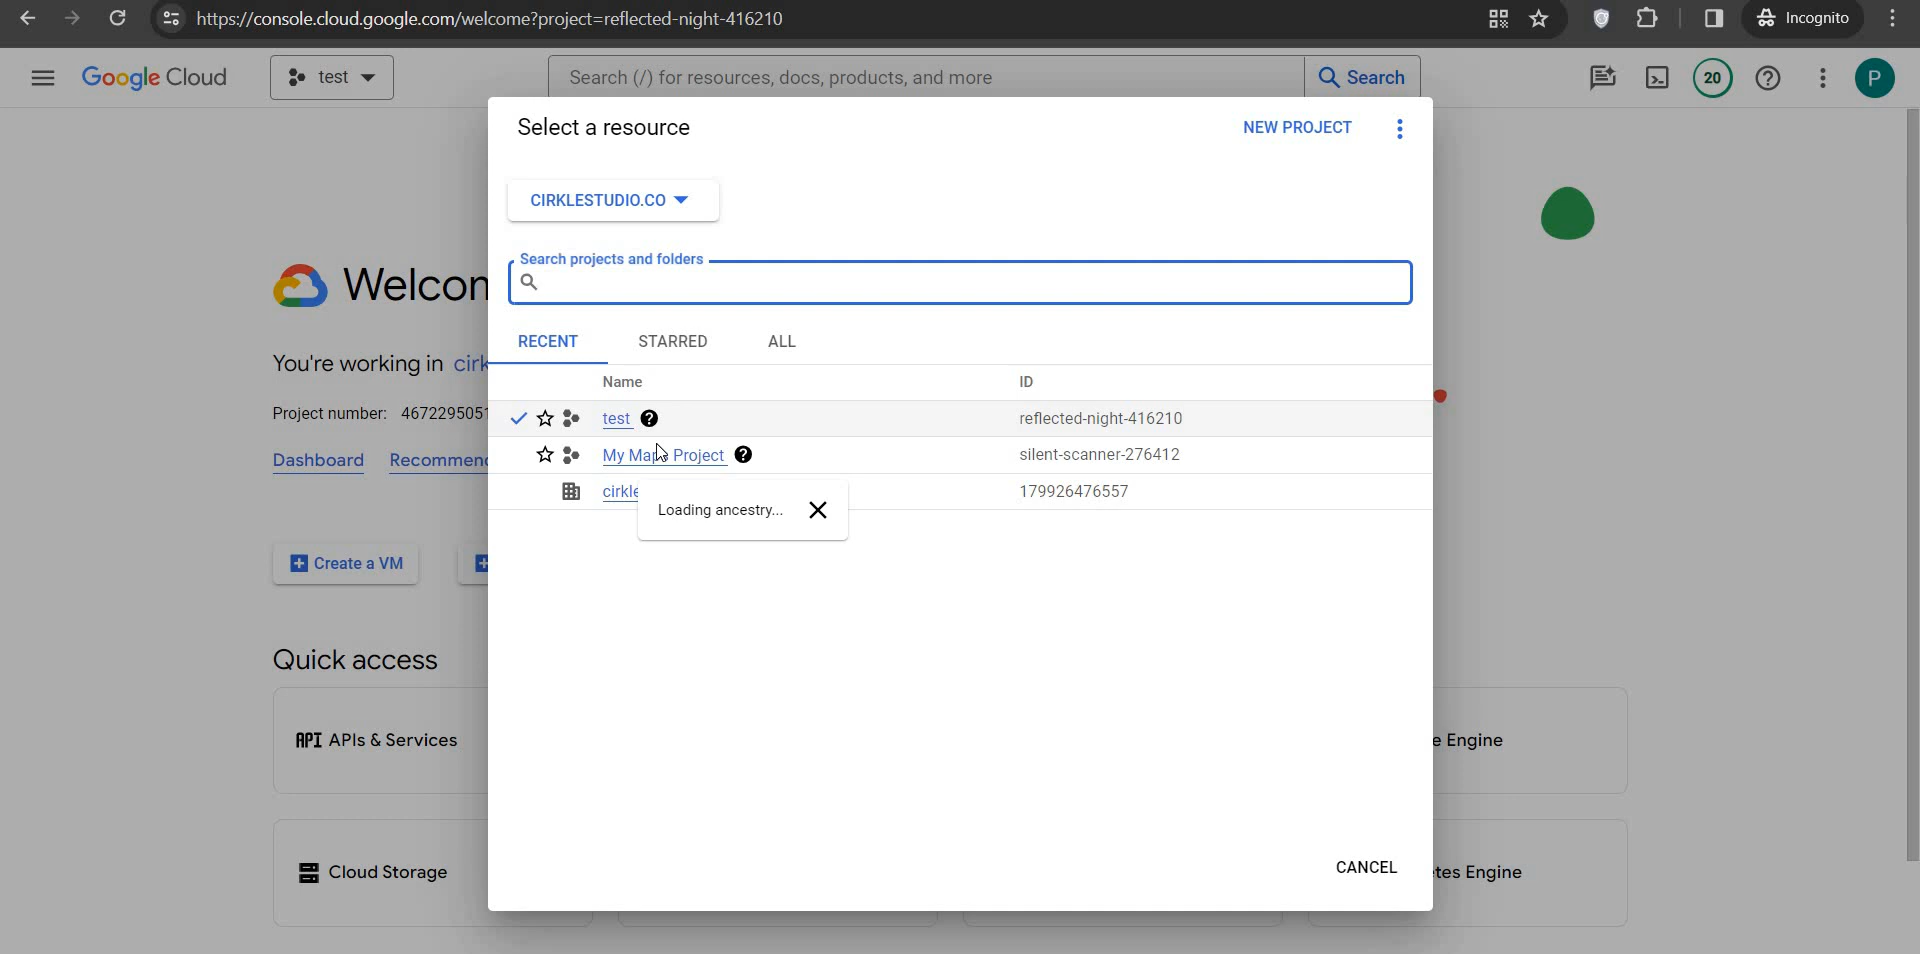 https://console.cloud.google.com/welcome?project=reflected-night-416210
Incognito
Google Cloud
test
Search (/) for resources, docs, products, and more
Search
20
P
Select a resource
NEW PROJECT
CIRKLESTUDIO.CO
Search projects and folders
Welcom
You're working in cirk
RECENT
STARRED
ALL
Name
ID
Project number: 467229505
test
reflected-night-416210
Dashboard
Recommen
My Maps Project
silent-scanner-276412
cirkle
179926476557
Loading ancestry...
Create a VM
Quick access
API APIs & Services
e Engine
Cloud Storage
CANCEL
tes Engine